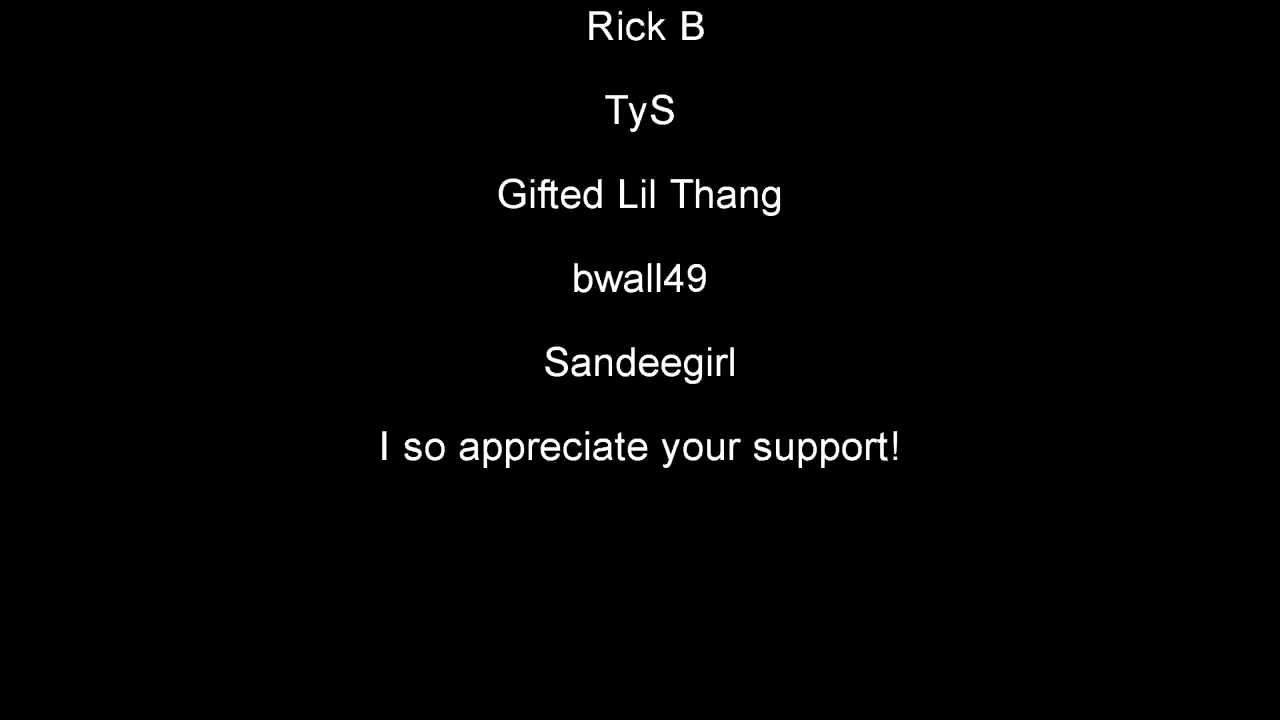 Rick B
TyS
Gifted Lil Thang
bwall49
Sandeegirl
I so appreciate your support!